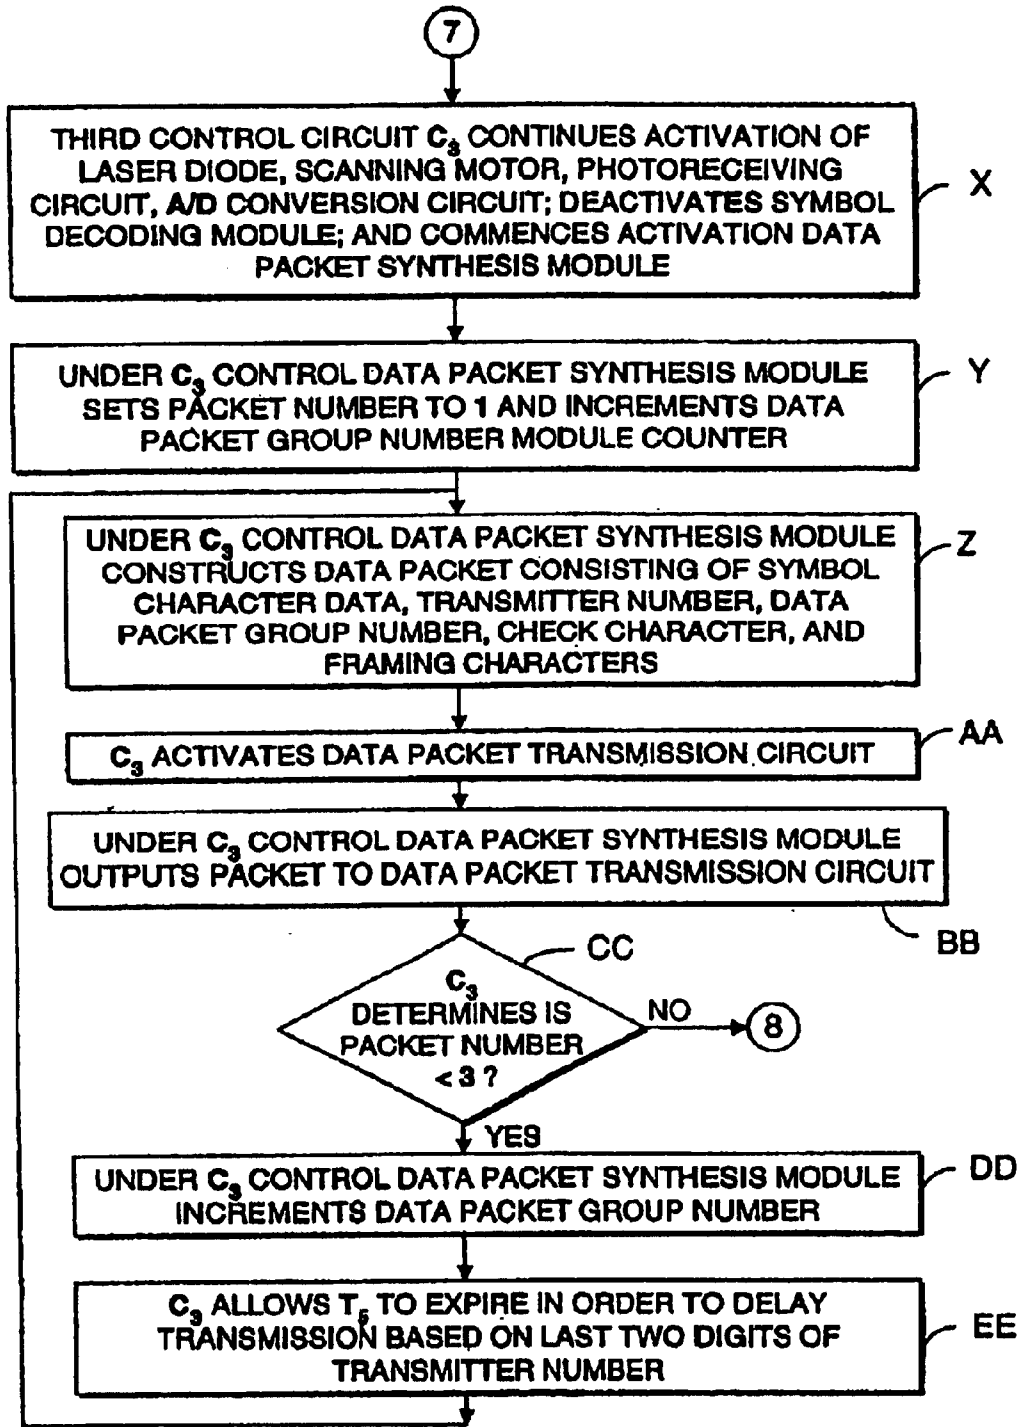 7
THIRD CONTROL CIRCUIT C3 CONTINUES ACTIVATION OF
LASER DIODE, SCANNING MOTOR, PHOTORECEIVING
CIRCUIT, A/D CONVERSION CIRCUIT; DEACTIVATES SYMBOL
DECODING MODULE; AND COMMENCES ACTIVATION DATA
PACKET SYNTHESIS MODULE
X
UNDER C3 CONTROL DATA PACKET SYNTHESIS MODULE
SETS PACKET NUMBER TO 1 AND INCREMENTS DATA
PACKET GROUP NUMBER MODULE COUNTER
Y
UNDER C3 CONTROL DATA PACKET SYNTHESIS MODULE
CONSTRUCTS DATA PACKET CONSISTING OF SYMBOL
CHARACTER DATA, TRANSMITTER NUMBER, DATA
PACKET GROUP NUMBER, CHECK CHARACTER, AND
FRAMING CHARACTERS
Z
C3 ACTIVATES DATA PACKET TRANSMISSION CIRCUIT
AA
UNDER C3 CONTROL DATA PACKET SYNTHESIS MODULE
OUTPUTS PACKET TO DATA PACKET TRANSMISSION CIRCUIT
BB
CC
C3
DETERMINES IS
PACKET NUMBER
< 3 ?
NO
8
YES
UNDER C3 CONTROL DATA PACKET SYNTHESIS MODULE
INCREMENTS DATA PACKET GROUP NUMBER
DD
C3 ALLOWS T5 TO EXPIRE IN ORDER TO DELAY
TRANSMISSION BASED ON LAST TWO DIGITS OF
TRANSMITTER NUMBER
EE